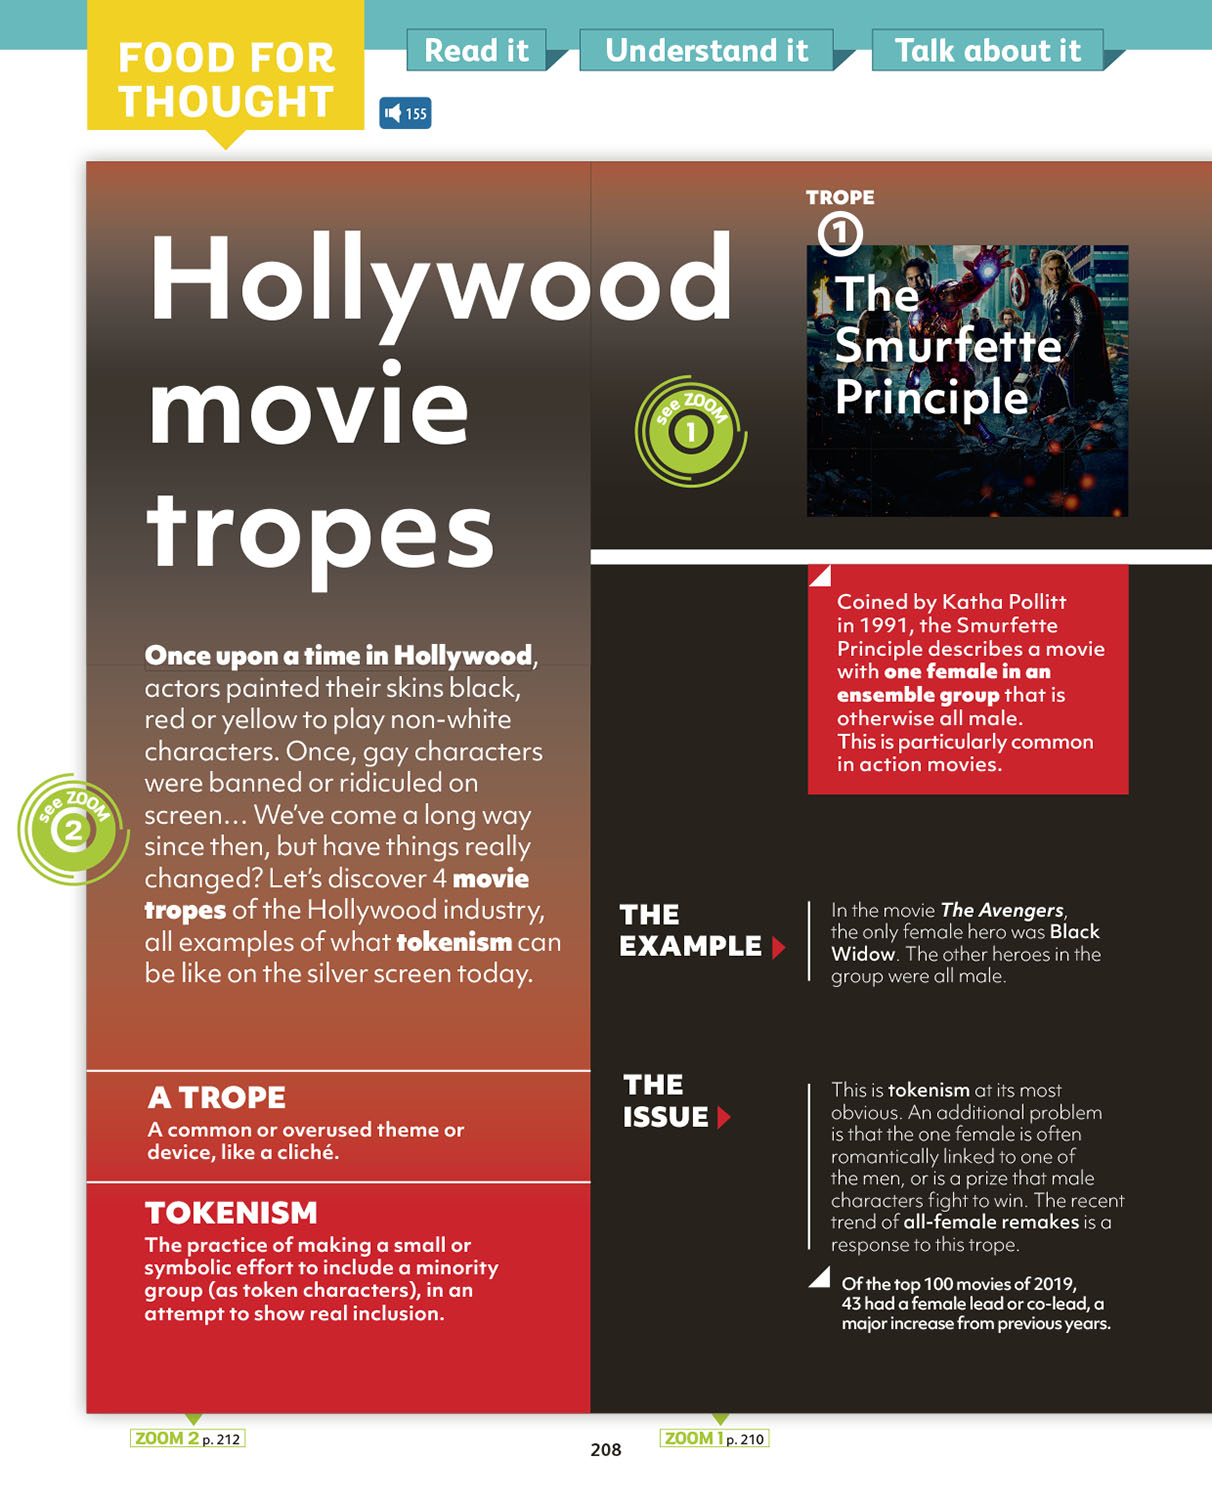 FOOD FOR
THOUGHT
Read it
Understand it
Talk about it
155
Hollywood
movie
tropes
see ZOOM
1
Once upon a time in Hollywood,
actors painted their skins black,
red or yellow to play non-white
characters. Once, gay characters
were banned or ridiculed on
screen… We've come a long way
since then, but have things really
changed? Let's discover 4 movie
tropes of the Hollywood industry,
all examples of what tokenism can
be like on the silver screen today.
see ZOOM
2
A TROPE
A common or overused theme or
device, like a cliché.
TOKENISM
The practice of making a small or
symbolic effort to include a minority
group (as token characters), in an
attempt to show real inclusion.
TROPE
1
The
Smurfette
Principle
Coined by Katha Pollitt
in 1991, the Smurfette
Principle describes a movie
with one female in an
ensemble group that is
otherwise all male.
This is particularly common
in action movies.
THE
EXAMPLE
In the movie The Avengers,
the only female hero was Black
Widow. The other heroes in the
group were all male.
THE
ISSUE
This is tokenism at its most
obvious. An additional problem
is that the one female is often
romantically linked to one of
the men, or is a prize that male
characters fight to win. The recent
trend of all-female remakes is a
response to this trope.
Of the top 100 movies of 2019,
43 had a female lead or co-lead, a
major increase from previous years.
ZOOM 2 p. 212
208
ZOOM 1 p. 210